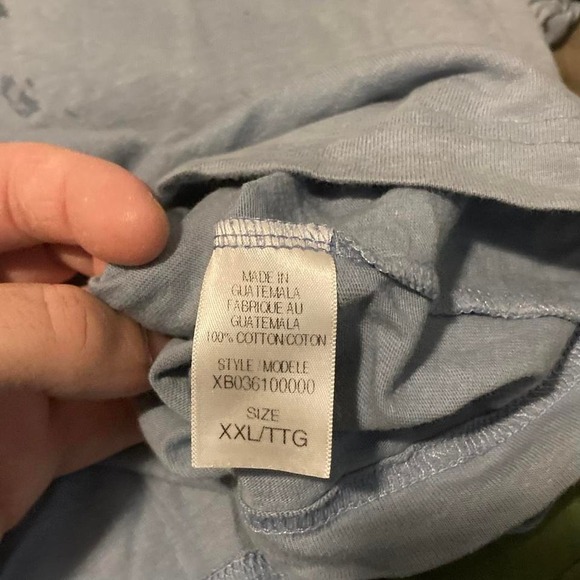 MADE IN
GUATEMALA
FABRIQUE AU
GUATEMALA
100% COTTON/COTON
STYLE / MODELE
XB036100000
SIZE
XXL/TTG